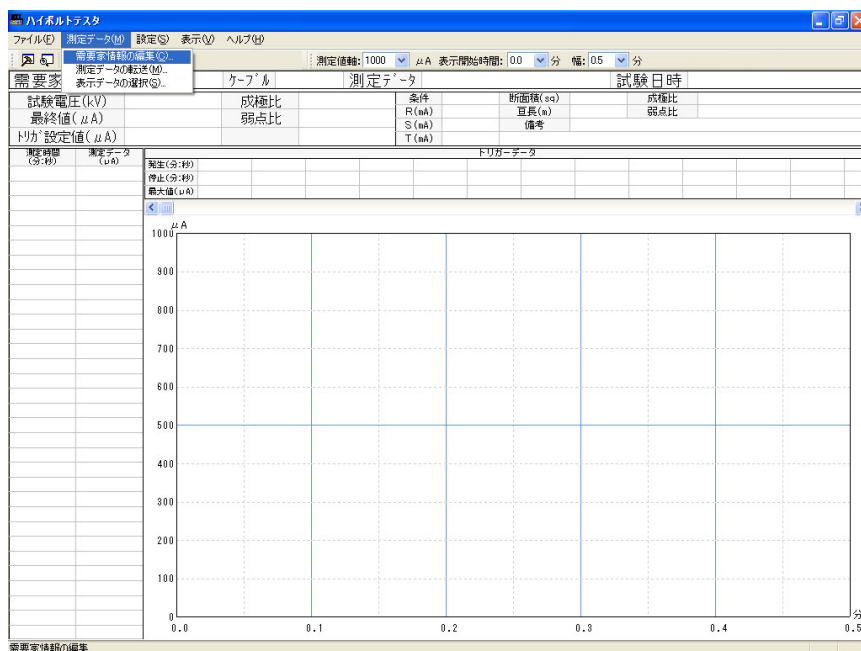 ハイボルトテスタ
ファイル(F) 測定データ(M) 設定(S) 表示(V) ヘルプ(H)
需要家情報の編集(C)...
測定データの転送(M)...
表示データの選択(S)...
測定値軸: 1000 μA 表示開始時間: 0.0 分 幅: 0.5 分
需要家 ケーブル 測定データ 試験日時
試験電圧(kV) 成極比
最終値(μA) 弱点比
トリガ設定値(μA)
条件 断面積(sq) 成極比
R(mA) 亘長(m) 弱点比
S(mA) 備考
T(mA)
測定時間 (分:秒) 測定データ (μA)
トリガーデータ
発生(分:秒)
停止(分:秒)
最大値(μA)
μA
1000
900
800
700
600
500
400
300
200
100
0
0.0 0.1 0.2 0.3 0.4 0.5
分
需要家情報の編集